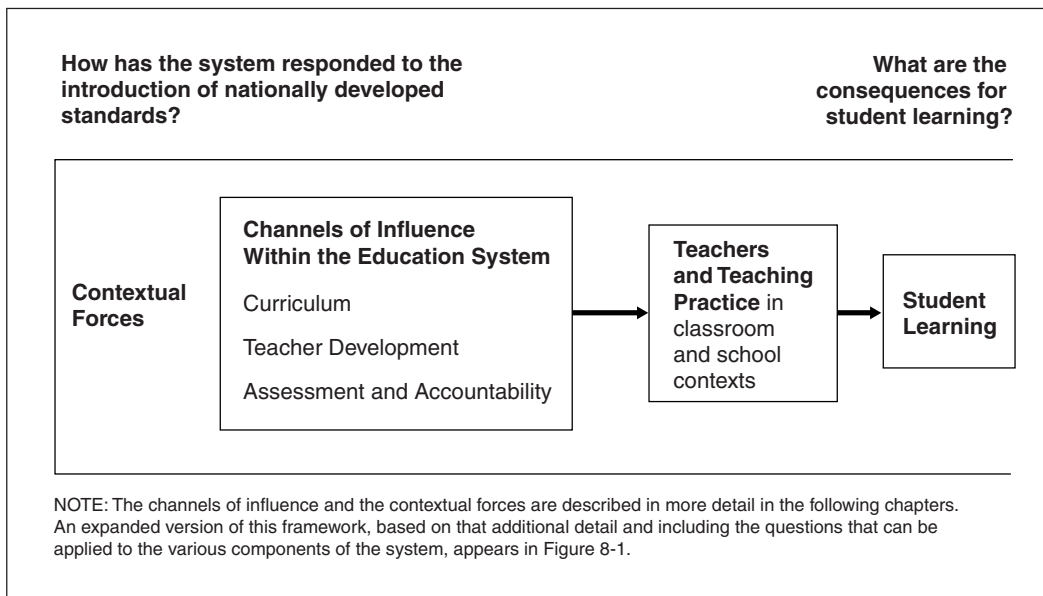 How has the system responded to the
introduction of nationally developed
standards?
What are the
consequences for
student learning?
Contextual
Forces
Channels of Influence
Within the Education System
Curriculum
Teacher Development
Assessment and Accountability
Teachers
and Teaching
Practice in
classroom
and school
contexts
Student
Learning
NOTE: The channels of influence and the contextual forces are described in more detail in the following chapters.
An expanded version of this framework, based on that additional detail and including the questions that can be
applied to the various components of the system, appears in Figure 8-1.